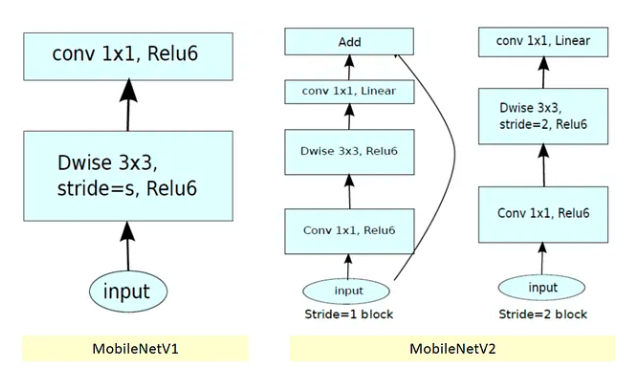 conv 1x1, Relu6
Dwise 3x3,
stride=s, Relu6
input
MobileNetV1
Add
conv 1x1, Linear
Dwise 3x3, Relu6
Conv 1x1, Relu6
input
Stride=1 block
conv 1x1, Linear
Dwise 3x3,
stride=2, Relu6
Conv 1x1, Relu6
input
Stride=2 block
MobileNetV2